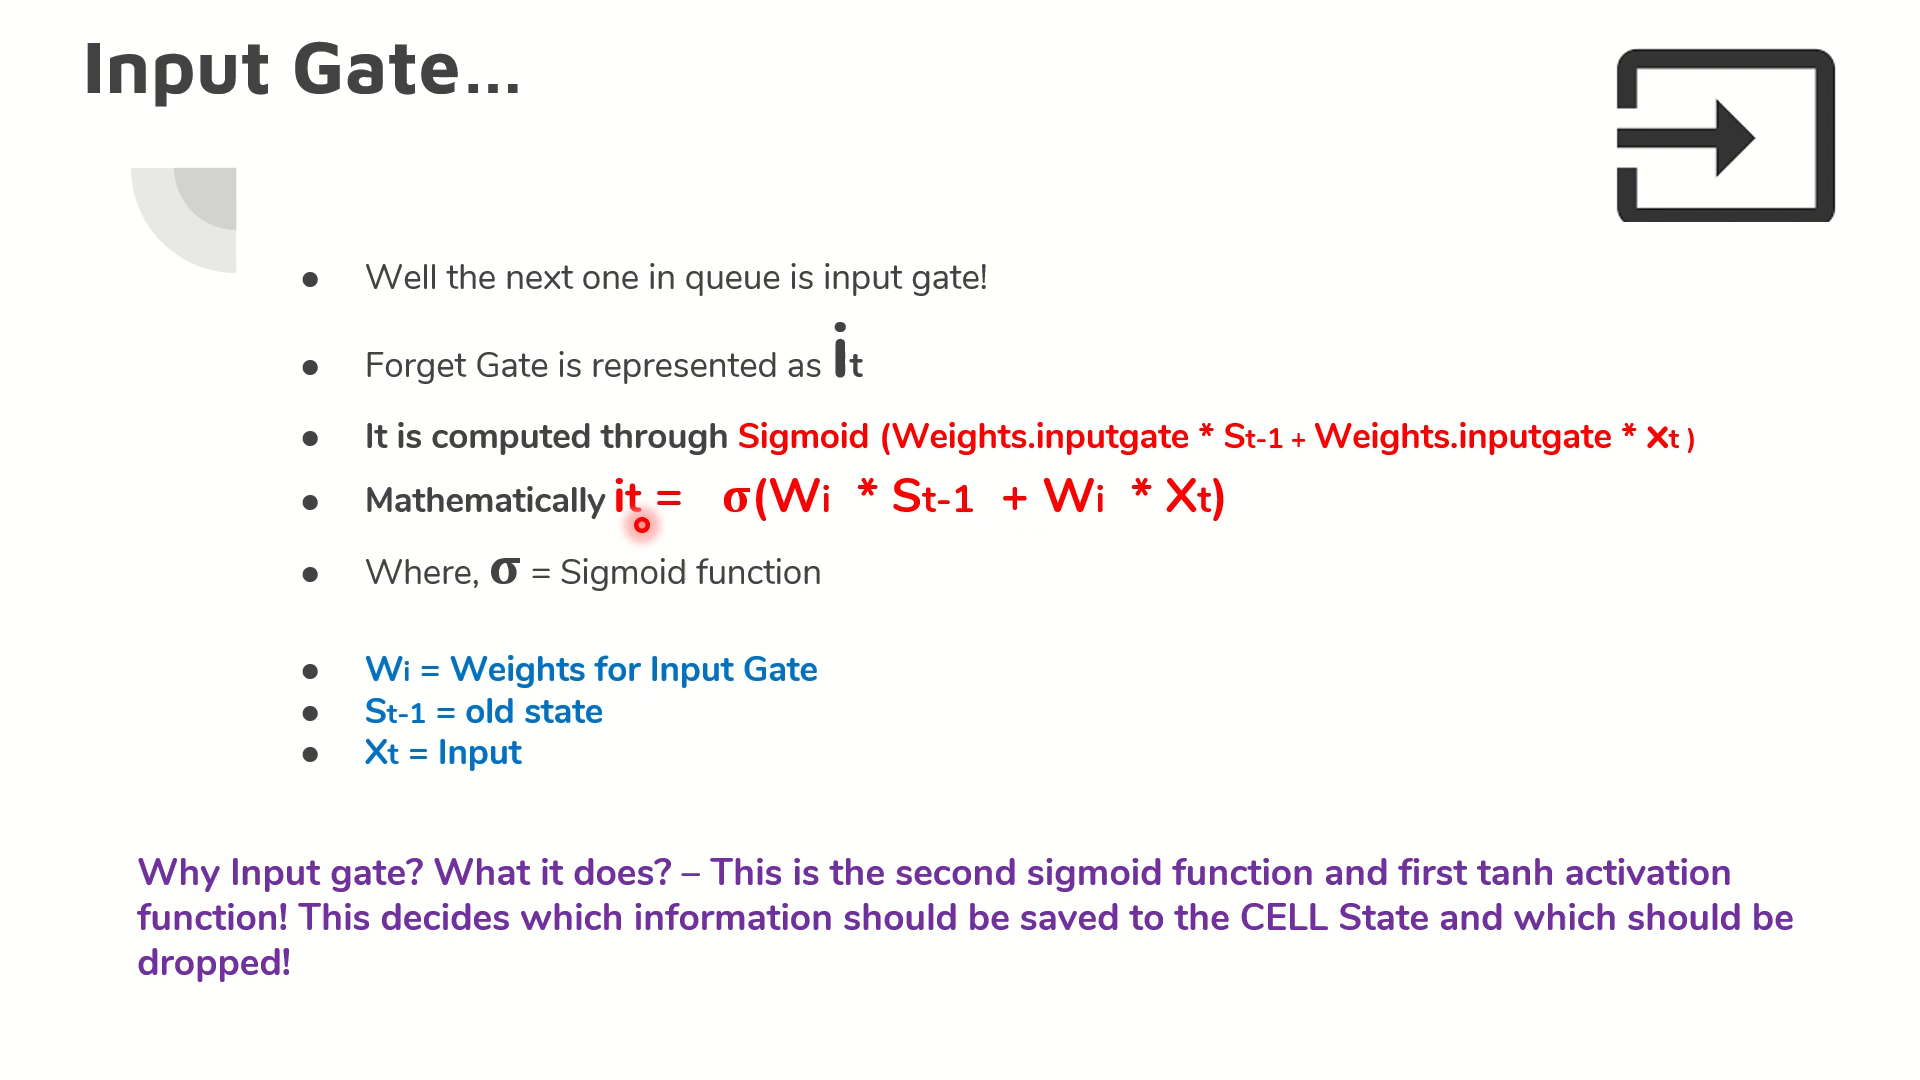 Input Gate...
● Well the next one in queue is input gate!
● Forget Gate is represented as it
● It is computed through Sigmoid (Weights.inputgate * St-1 + Weights.inputgate * xt )
● Mathematically it = σ(Wi * St-1 + Wi * Xt)
● Where, σ = Sigmoid function
● Wi = Weights for Input Gate
● St-1 = old state
● Xt = Input
Why Input gate? What it does? – This is the second sigmoid function and first tanh activation
function! This decides which information should be saved to the CELL State and which should be
dropped!